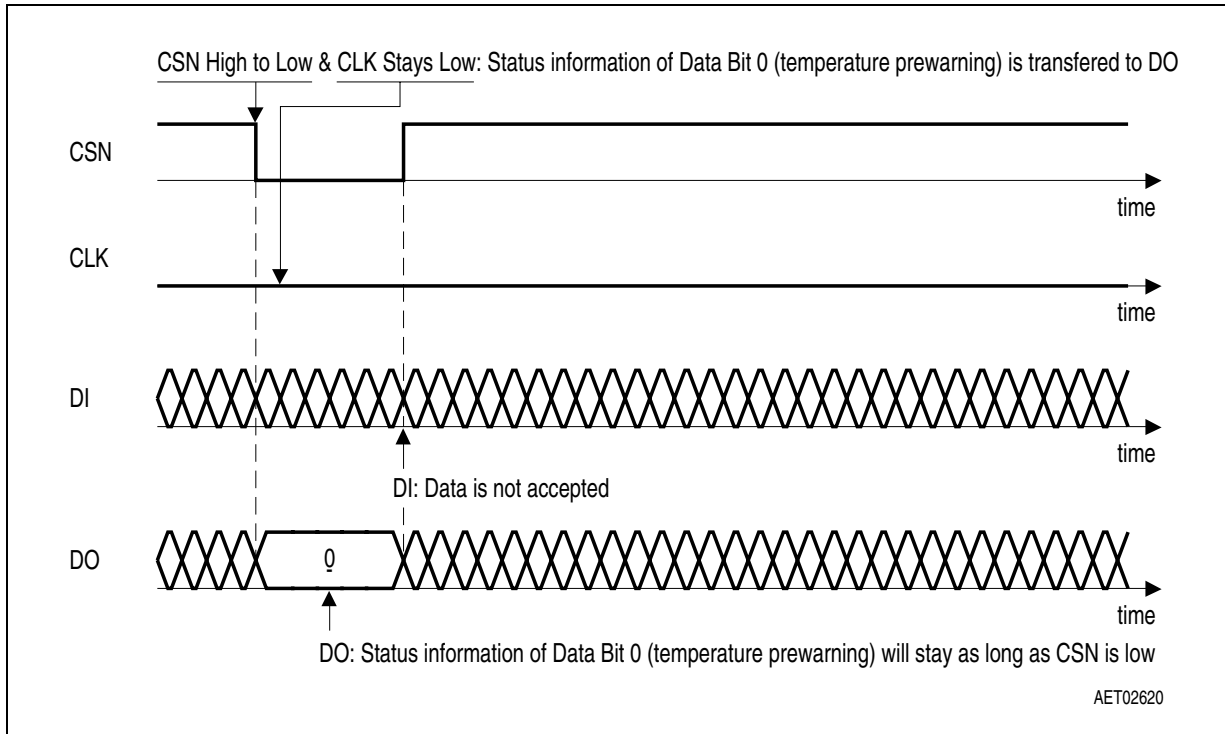 CSN High to Low & CLK Stays Low: Status information of Data Bit 0 (temperature prewarning) is transfered to DO
CSN
time
CLK
time
DI
time
DI: Data is not accepted
DO
0
time
DO: Status information of Data Bit 0 (temperature prewarning) will stay as long as CSN is low
AET02620